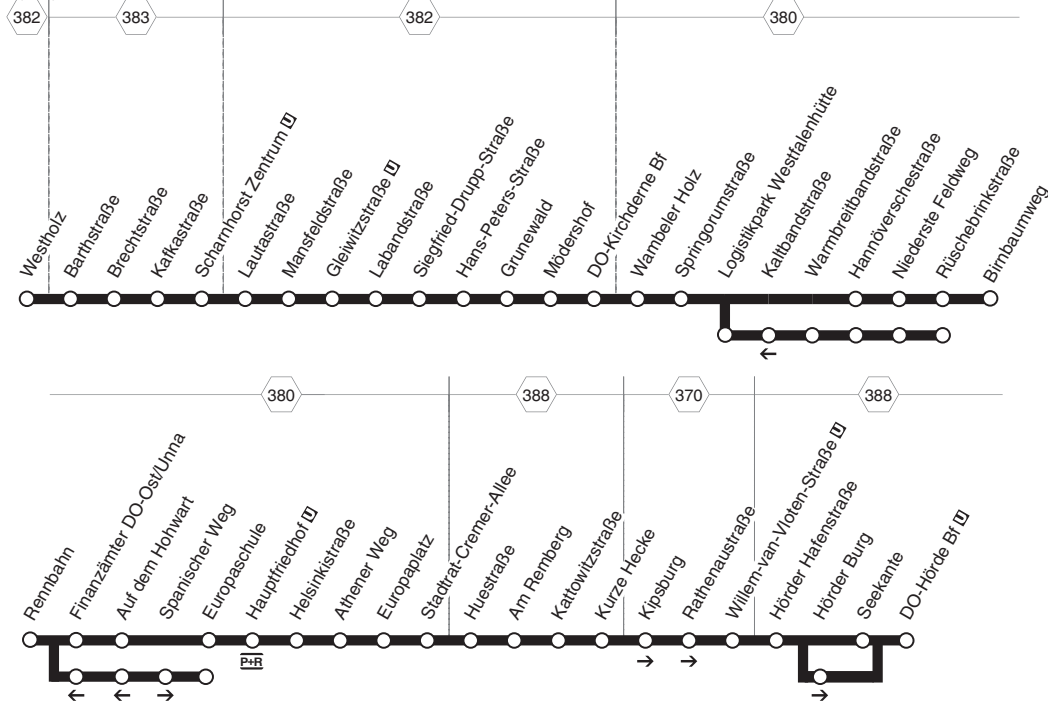 382
383
382
380
Westholz
Barthstraße
Brechtstraße
Kafkastraße
Scharnhorst Zentrum U
Lautastraße
Mansfeldstraße
Gleiwitzstraße U
Labandstraße
Siegfried-Drupp-Straße
Hans-Peters-Straße
Grunewald
Mödershof
DO-Kirchderne Bf
Wambeler Holz
Springorumstraße
Logistikpark Westfalenhütte
Kaltbandstraße
Warmbreitbandstraße
Hannöverschestraße
Niederste Feldweg
Rüschebrinkstraße
Birnbaumweg
←
380
388
370
388
Rennbahn
Finanzämter DO-Ost/Unna
Auf dem Hohwart
Spanischer Weg
Europaschule
Hauptfriedhof U
Helsinkistraße
Athener Weg
Europaplatz
Stadtrat-Cremer-Allee
Huestraße
Am Remberg
Kattowitzstraße
Kurze Hecke
Kipsburg
Rathenaustraße
Willem-van-Vloten-Straße U
Hörder Hafenstraße
Hörder Burg
Seekante
DO-Hörde Bf U
P+R
→ →
← ← → →